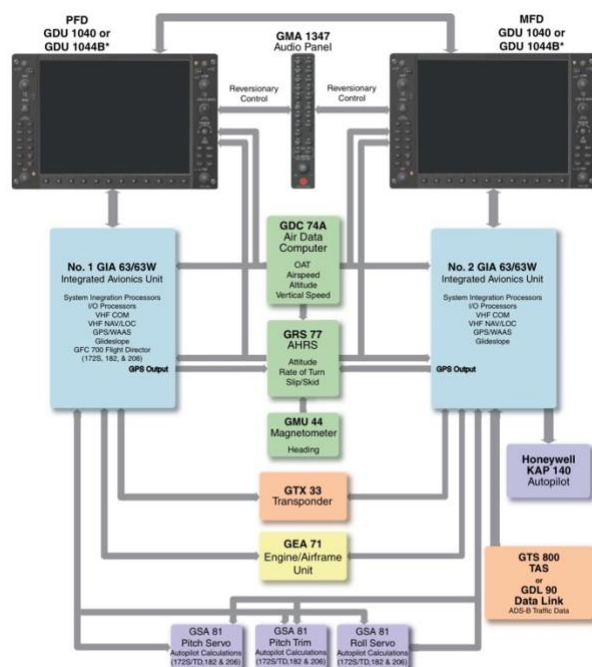 PFD
GDU 1040 or
GDU 1044B*
GMA 1347
Audio Panel
MFD
GDU 1040 or
GDU 1044B*
Reversionary
Control
Reversionary
Control
No. 1 GIA 63/63W
Integrated Avionics Unit
System Inegration Processors
I/O Processors
VHF COM
VHF NAV/LOC
GPS/WAAS
Glideslope
GFC 700 Flight Director
(172S, 182, & 206)
GPS Output
GDC 74A
Air Data
Computer
OAT
Airspeed
Altitude
Vertical Speed
GRS 77
AHRS
Attitude
Rate of Turn
Slip/Skid
GMU 44
Magnetometer
Heading
No. 2 GIA 63/63W
Integrated Avionics Unit
System Integration Processors
I/O Processors
VHF COM
VHF NAV/LOC
GPS/WAAS
Glideslope
GPS Output
Honeywell
KAP 140
Autopilot
GTX 33
Transponder
GEA 71
Engine/Airframe
Unit
GTS 800
TAS
or
GDL 90
Data Link
ADS-B Traffic Data
GSA 81
Pitch Servo
Autopilot Calculations
(172S/TD,182 & 206)
GSA 81
Pitch Trim
Autopilot Calculations
(172S/TD,182 & 206)
GSA 81
Roll Servo
Autopilot Calculations
(172S/TD,182 & 206)